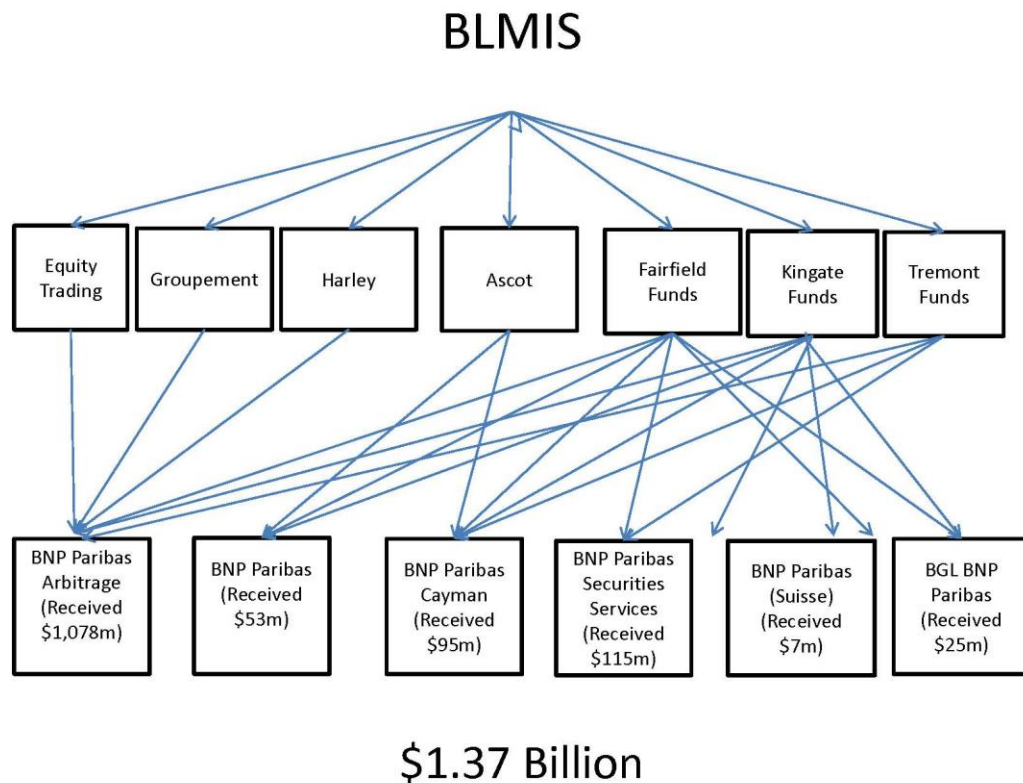 BLMIS
Equity
Trading
Groupement
Harley
Ascot
Fairfield
Funds
Kingate
Funds
Tremont
Funds
BNP Paribas
Arbitrage
(Received
$1,078m)
BNP Paribas
(Received
$53m)
BNP Paribas
Cayman
(Received
$95m)
BNP Paribas
Securities
Services
(Received
$115m)
BNP Paribas
(Suisse)
(Received
$7m)
BGL BNP
Paribas
(Received
$25m)
$1.37 Billion